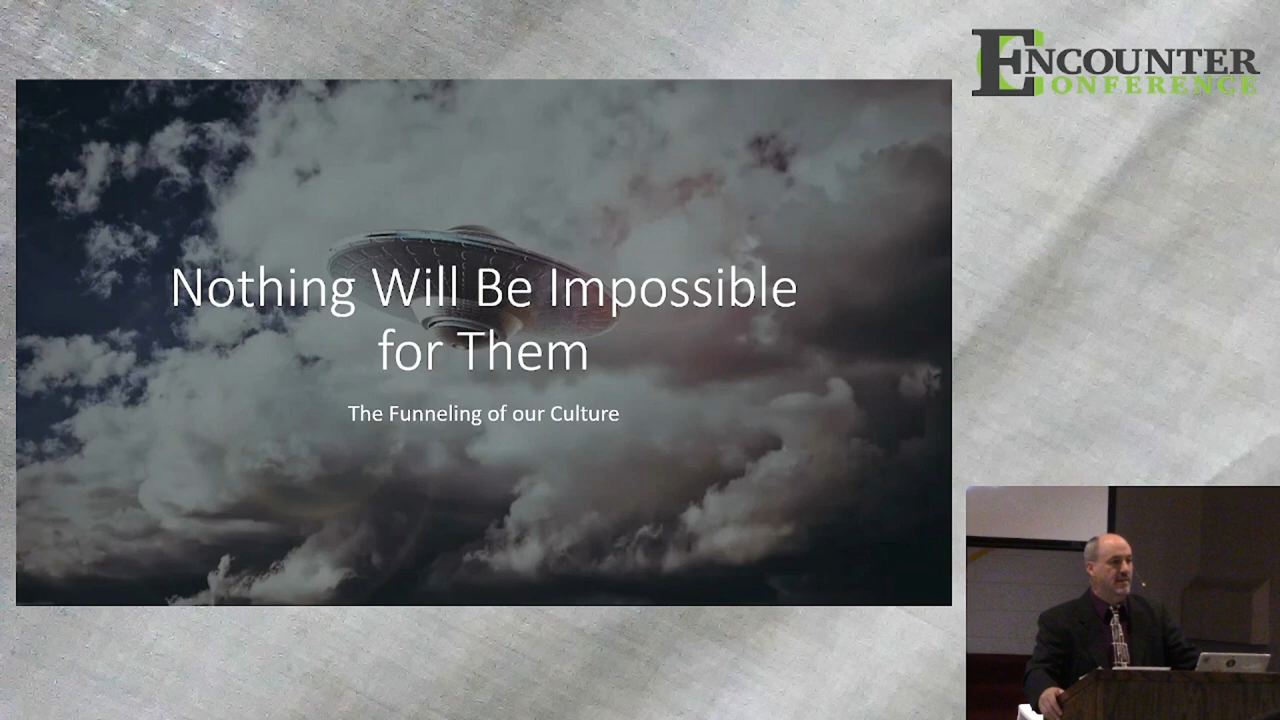 ENCOUNTER
CONFERENCE
Nothing Will Be Impossible
for Them
The Funneling of our Culture